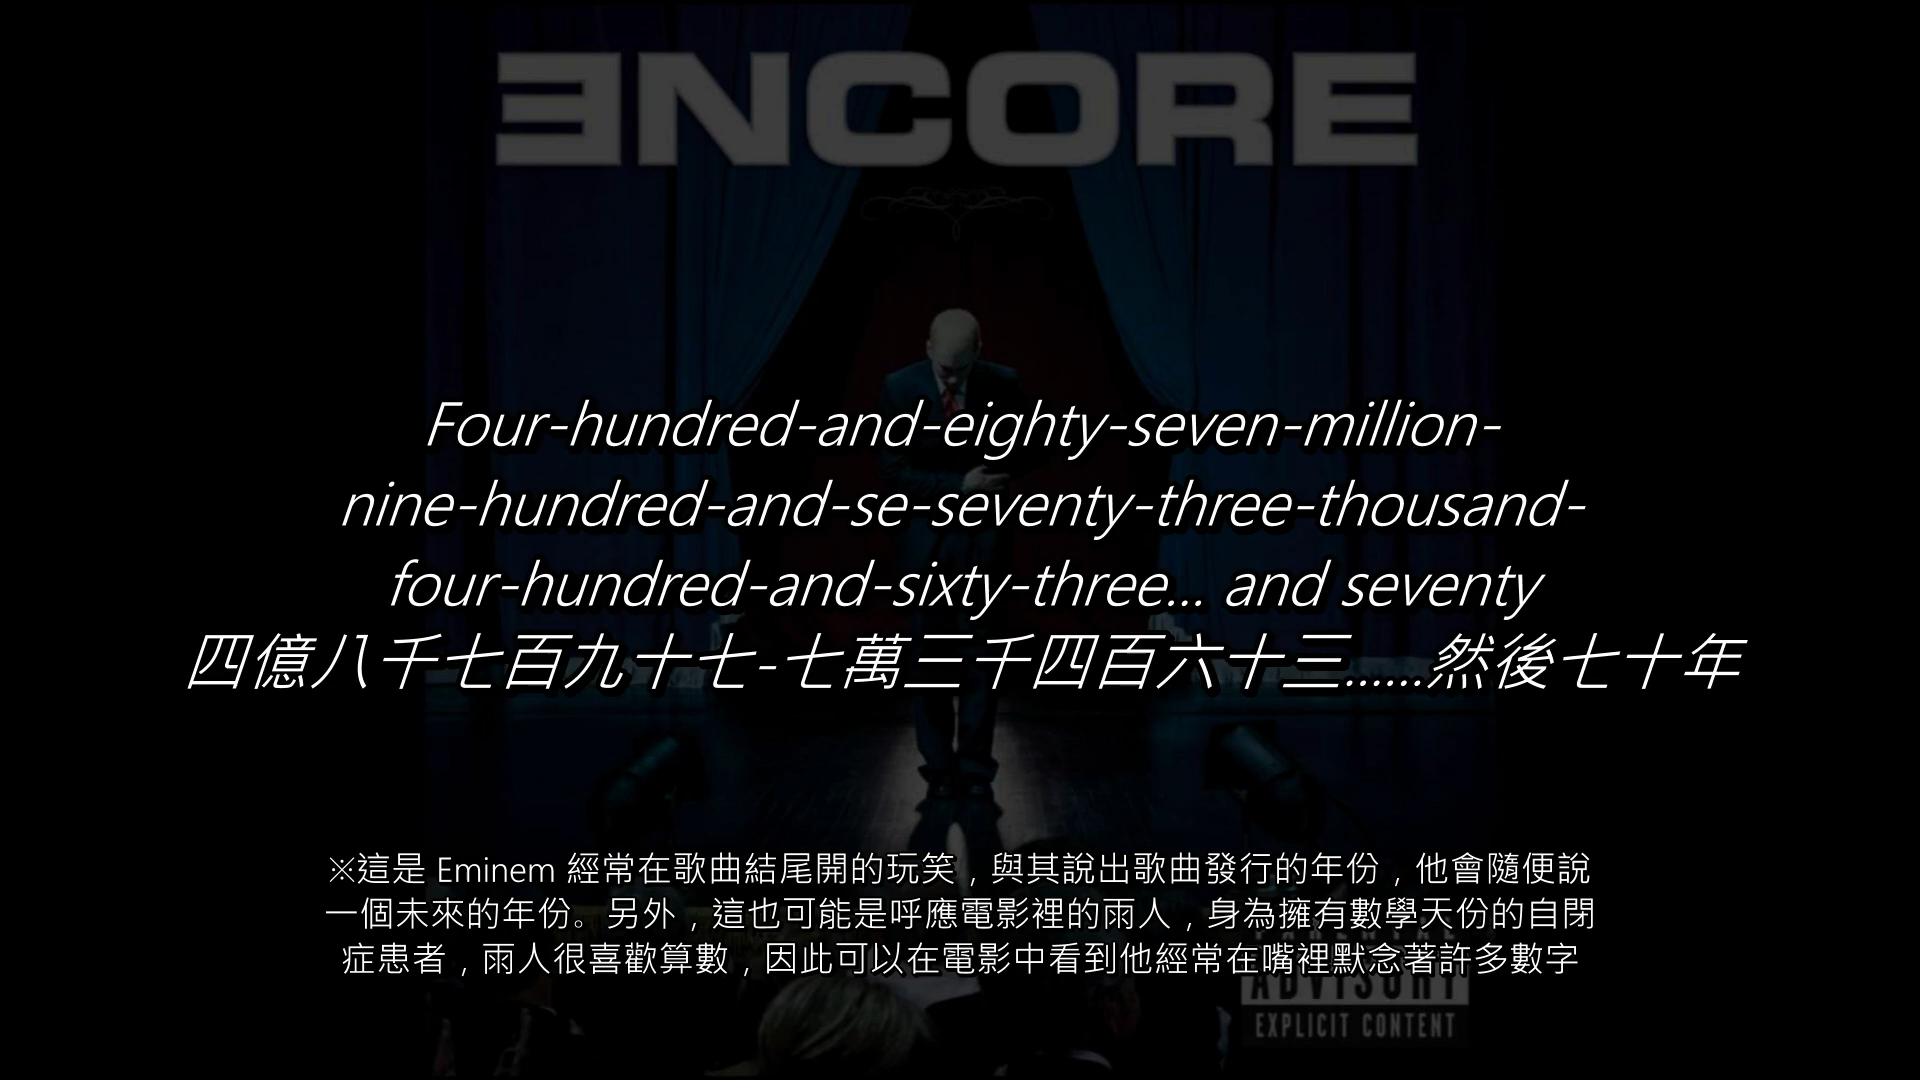 ƎNCORE
Four-hundred-and-eighty-seven-million-
nine-hundred-and-se-seventy-three-thousand-
four-hundred-and-sixty-three... and seventy
四億八千七百九十七-七萬三千四百六十三......然後七十年
※這是 Eminem 經常在歌曲結尾開的玩笑，與其說出歌曲發行的年份，他會隨便說
一個未來的年份。另外，這也可能是呼應電影裡的雨人，身為擁有數學天份的自閉
症患者，雨人很喜歡算數，因此可以在電影中看到他經常在嘴裡默念著許多數字
ADVISORY
EXPLICIT CONTENT